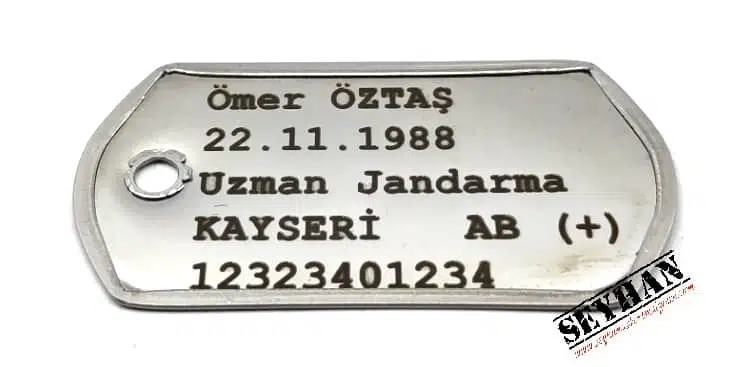 Ömer ÖZTAŞ
22.11.1988
Uzman Jandarma
KAYSERİ AB (+)
12323401234
SEYHAN